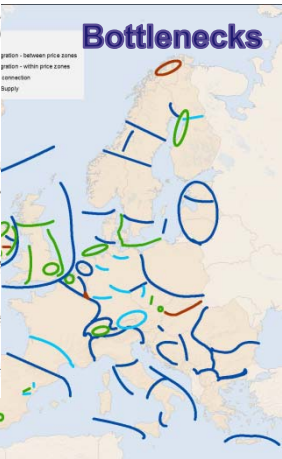 Bottlenecks
gration - between price zones
gration - within price zones
connection
Supply